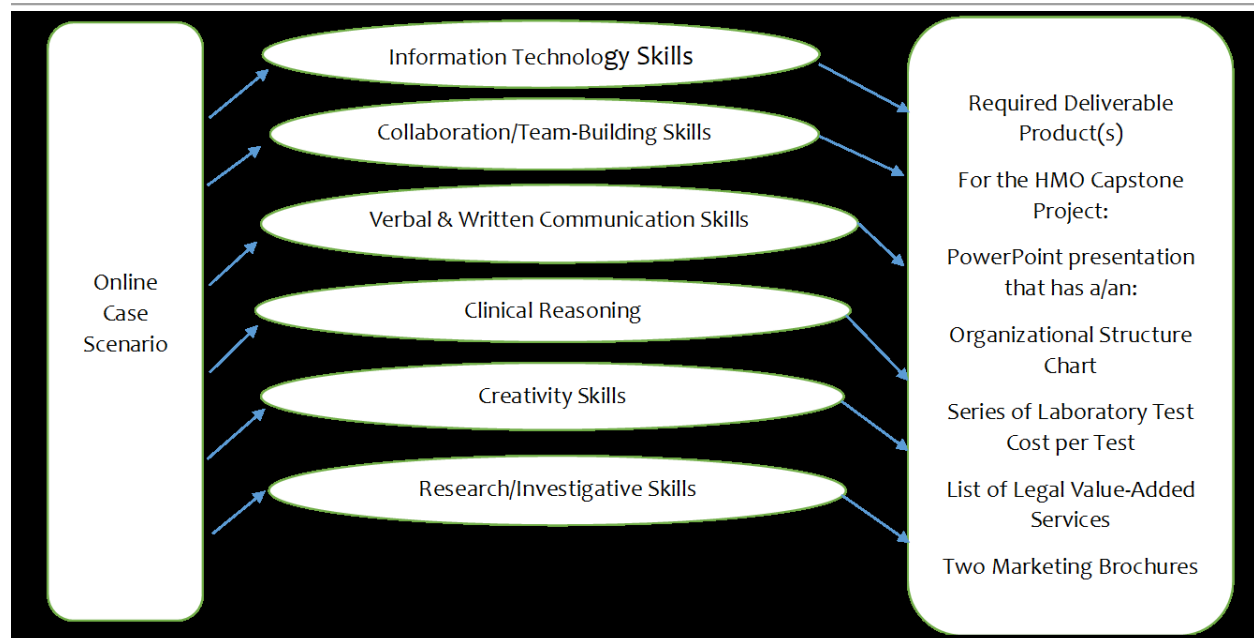 Online
Case
Scenario
Information Technology Skills
Collaboration/Team-Building Skills
Verbal & Written Communication Skills
Clinical Reasoning
Creativity Skills
Research/Investigative Skills
Required Deliverable
Product(s)
For the HMO Capstone
Project:
PowerPoint presentation
that has a/an:
Organizational Structure
Chart
Series of Laboratory Test
Cost per Test
List of Legal Value-Added
Services
Two Marketing Brochures